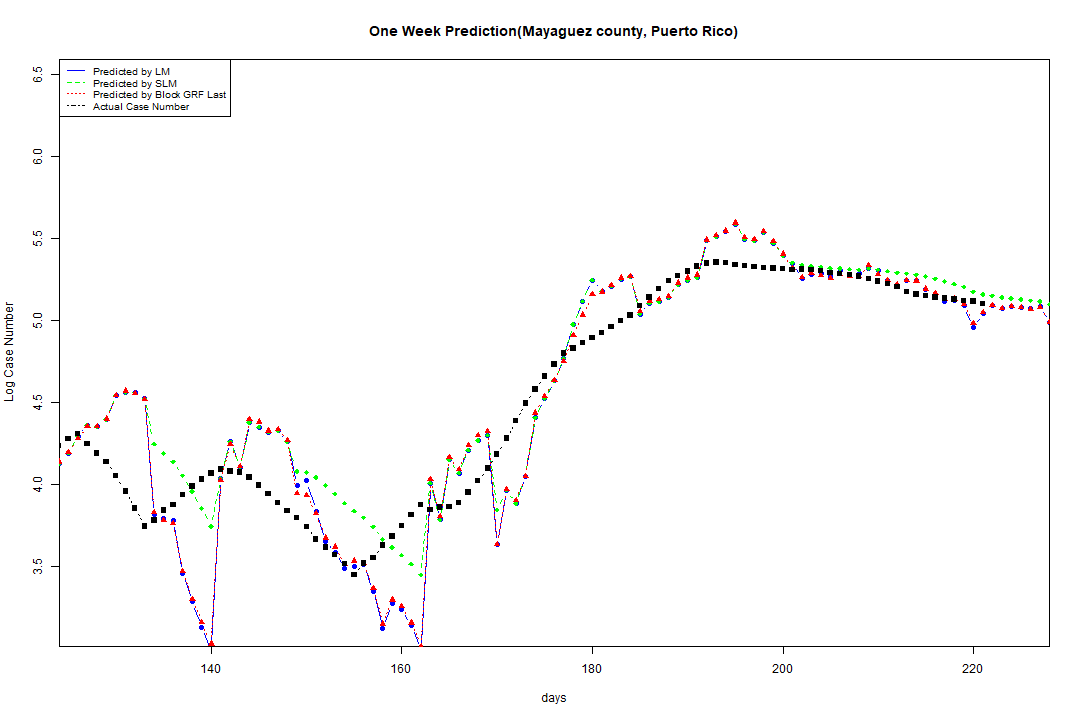 One Week Prediction(Mayaguez county, Puerto Rico)
Predicted by LM
Predicted by SLM
Predicted by Block GRF Last
Actual Case Number
6.5
6.0
5.5
5.0
4.5
4.0
3.5
Log Case Number
140 160 180 200 220
days